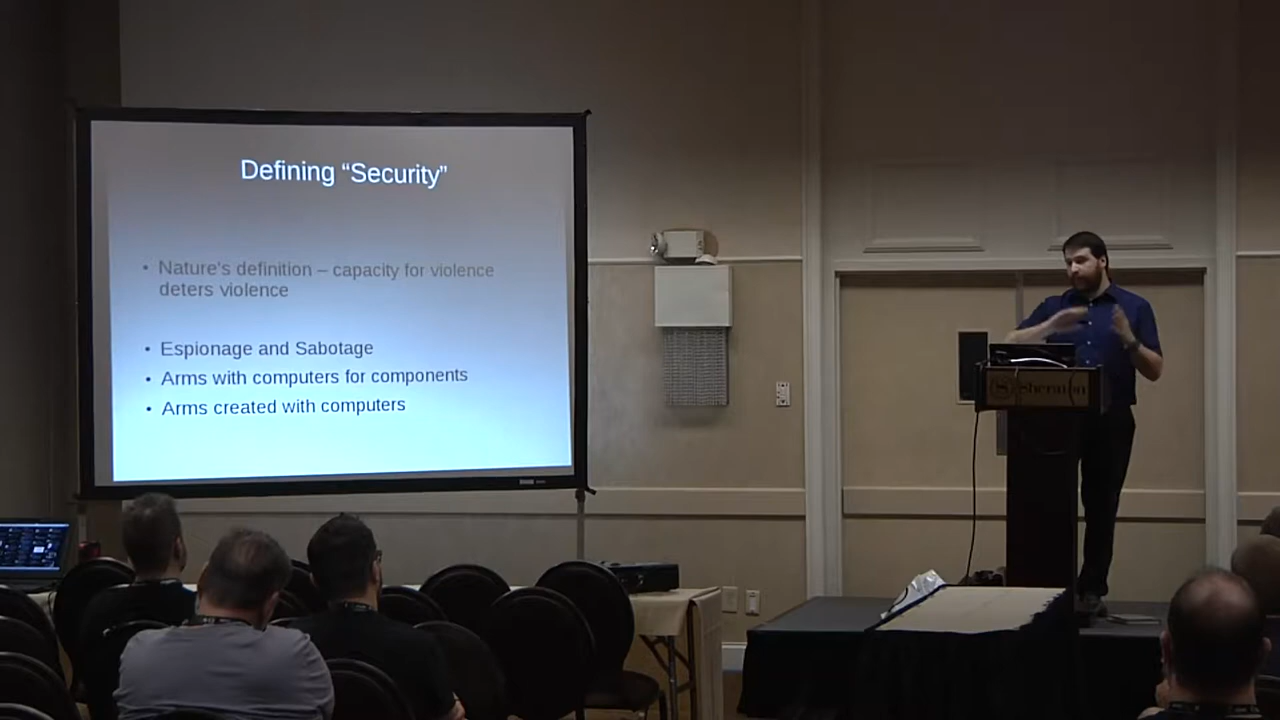 Defining “Security”
• Nature's definition – capacity for violence
deters violence
• Espionage and Sabotage
• Arms with computers for components
• Arms created with computers
Sheraton